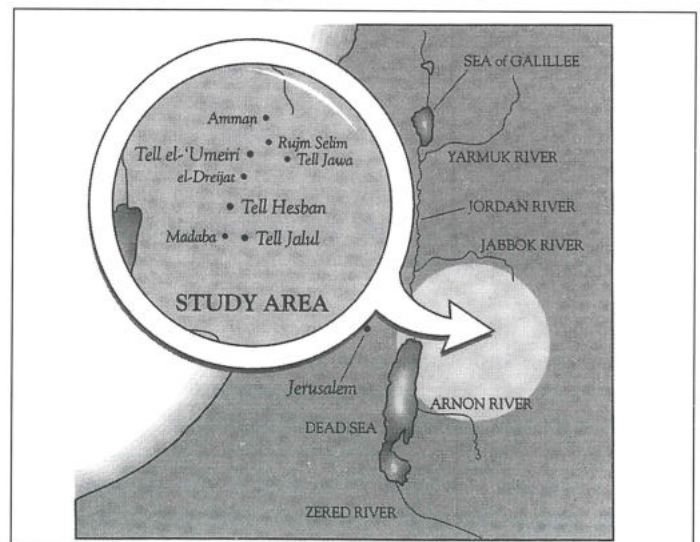 Amman
Rujm Selim
Tell el-'Umeiri
Tell Jawa
el-Dreijat
Tell Hesban
Madaba
Tell Jalul
STUDY AREA
Jerusalem
SEA of GALILLEE
YARMUK RIVER
JORDAN RIVER
JABBOK RIVER
ARNON RIVER
DEAD SEA
ZERED RIVER